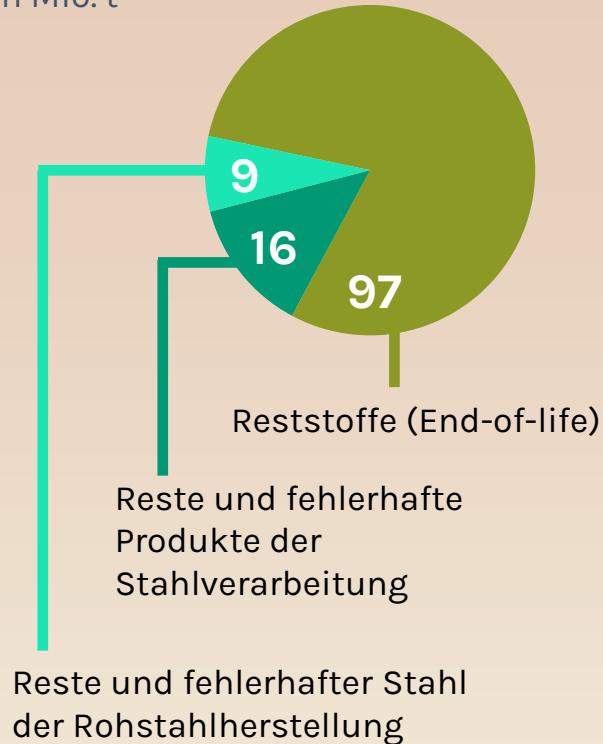 n Mio. t
9
16
97
Reststoffe (End-of-life)
Reste und fehlerhafte
Produkte der
Stahlverarbeitung
Reste und fehlerhafter Stahl
der Rohstahlherstellung